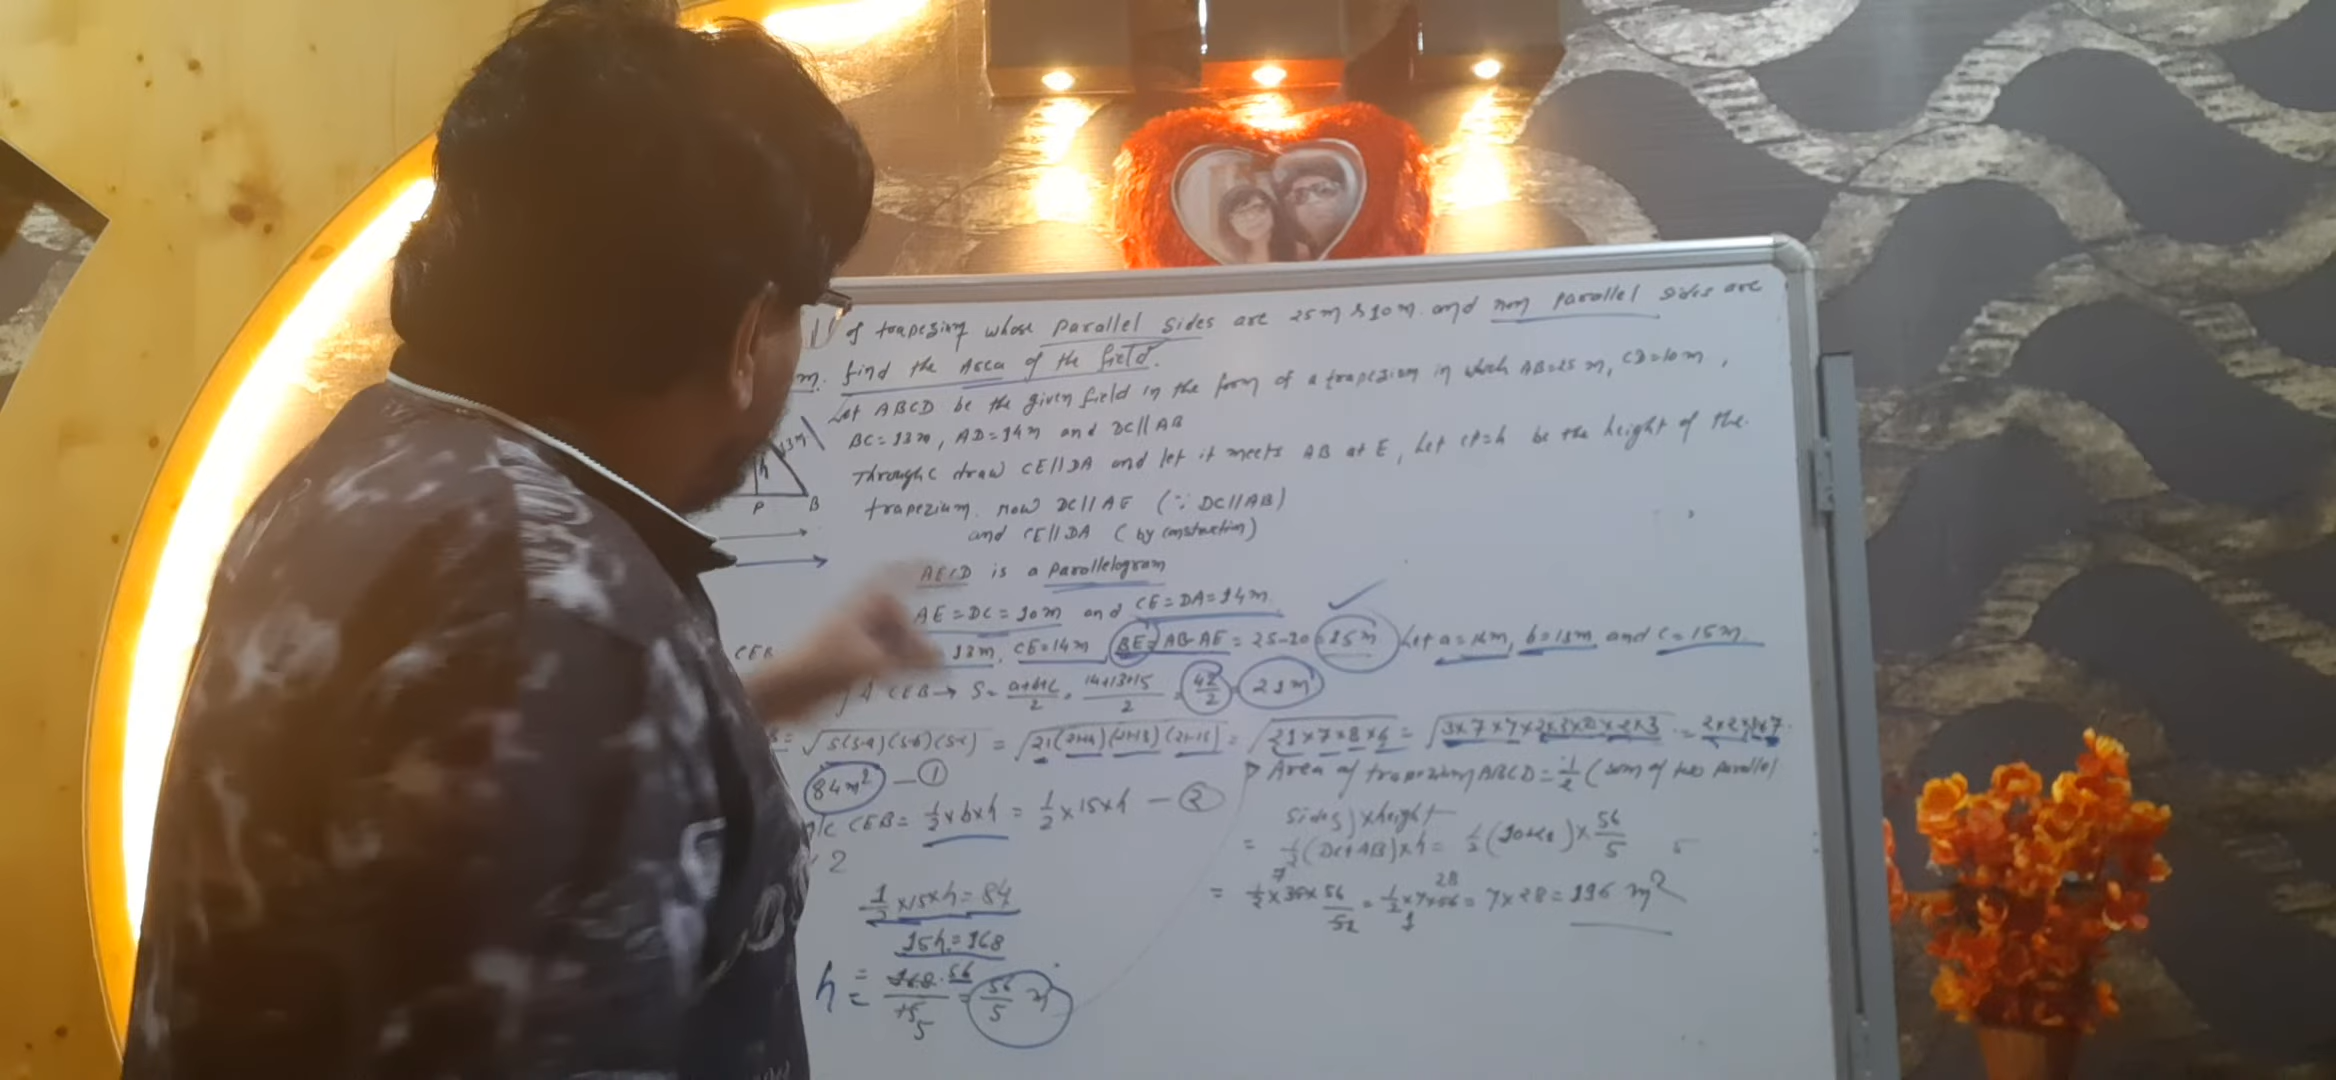 of trapezium whose parallel sides are 25m & 10m. and non parallel sides are
m. find the Area of the field.
Let ABCD be the given field in the form of a trapezium in which AB=25 m, CD=10m,
BC=13m, AD=14m and DC||AB
Through C draw CE||DA and let it meets AB at E, Let CP=h be the height of the
trapezium. now DC||AE (∵ DC||AB)
and CE||DA (by construction)
13m
h
P B
AECD is a parallelogram
AE=DC=10m and CE=DA=14m
CEB 13m, CE=14m BE=AB-AE=25-10=15m Let a=14m, b=13m and c=15m
CEB → S=a+b+c/2 = 14+13+15/2 = 42/2 = 21m
= √S(S-a)(S-b)(S-c) = √21(21-14)(21-13)(21-15) = √21×7×8×6 = √3×7×7×2×2×2×2×3 =
84m² — ①
CEB = 1/2×b×h = 1/2×15×h — ②
2
1/2×15×h=84
15h=168
h = 168/15 56/5 = 56/5 m
Area of trapezium ABCD=1/2(sum of two parallel
sides)×height
= 1/2(DC+AB)×h = 1/2( ) × 56/5
= 1/2×35×56/5 = 1/2×7×56 = 7×28=196 m²